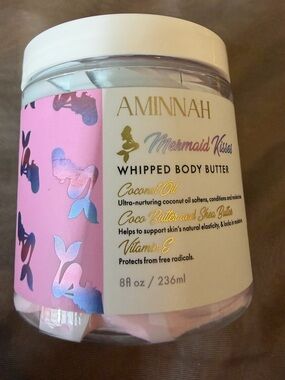 AMINNAH
Mermaid Kisses
WHIPPED BODY BUTTER
Coconut Oil
Ultra-nurturing coconut oil softens, conditions and moisturizes.
Coco Butter and Shea Butter
Helps to support skin's natural elasticity, & locks in moisture.
Vitamin E
Protects from free radicals.
8fl oz / 236ml